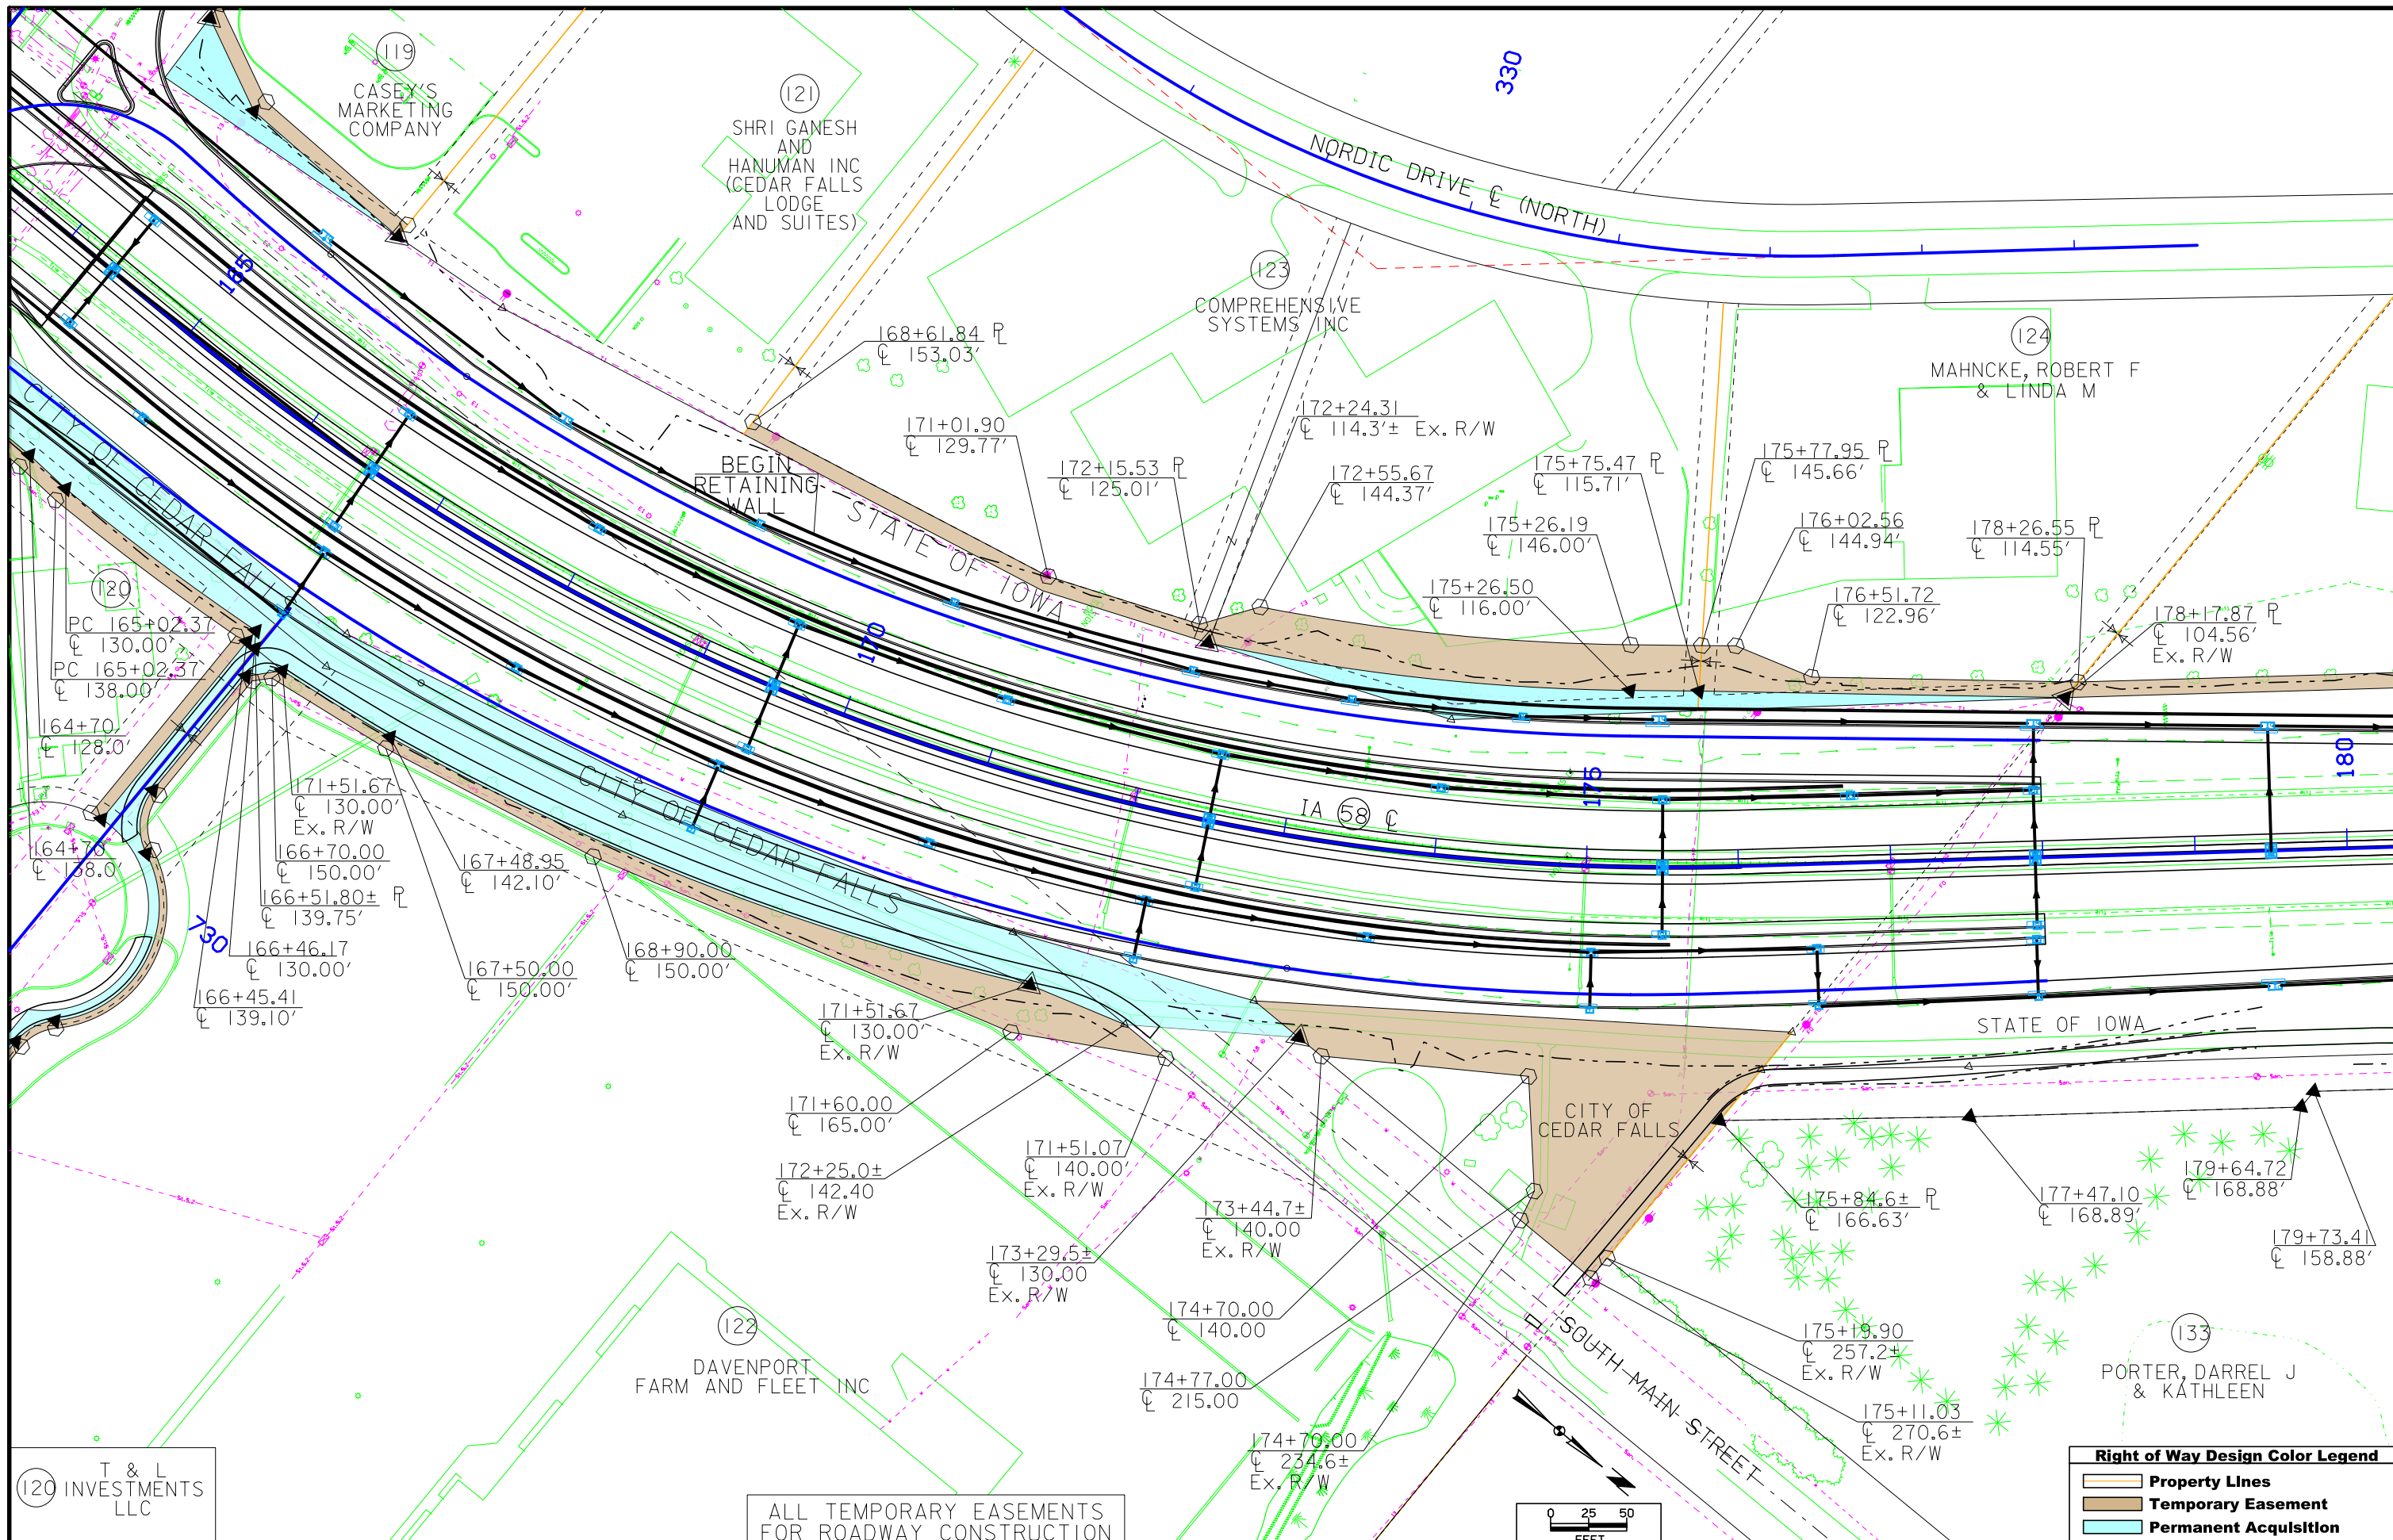 119
CASEY'S
MARKETING
COMPANY
121
SHRI GANESH
AND
HANUMAN INC
(CEDAR FALLS
LODGE
AND SUITES)
330
NORDIC DRIVE ℄ (NORTH)
123
COMPREHENSIVE
SYSTEMS, INC
124
MAHNCKE, ROBERT F
& LINDA M
165
168+61.84 ℙL
℄ 153.03'
171+01.90
℄ 129.77'
172+15.53 ℙL
℄ 125.01'
172+24.31
℄ 114.3'± Ex. R/W
172+55.67
℄ 144.37'
175+75.47 ℙL
℄ 115.71'
175+77.95 ℙL
℄ 145.66'
175+26.19
℄ 146.00'
176+02.56
℄ 144.94'
178+26.55 ℙL
℄ 114.55'
175+26.50
℄ 116.00'
176+51.72
℄ 122.96'
178+17.87 ℙL
℄ 104.56'
Ex. R/W
BEGIN
RETAINING
WALL
STATE OF IOWA
CITY OF CEDAR FALLS
120
PC 165+02.37
℄ 130.00'
PC 165+02.37
℄ 138.00'
164+70
℄ 128.0'
164+70
℄ 138.0'
170
175
180
IA 58 ℄
CITY OF CEDAR FALLS
171+51.67
℄ 130.00'
Ex. R/W
166+70.00
℄ 150.00'
166+51.80± ℙL
℄ 139.75'
166+46.17
℄ 130.00'
166+45.41
℄ 139.10'
730
167+48.95
℄ 142.10'
167+50.00
℄ 150.00'
168+90.00
℄ 150.00'
171+51.67
℄ 130.00'
Ex. R/W
171+60.00
℄ 165.00'
172+25.0±
℄ 142.40
Ex. R/W
171+51.07
℄ 140.00'
Ex. R/W
173+29.5±
℄ 130.00
Ex. R/W
173+44.7±
℄ 140.00
Ex. R/W
174+70.00
℄ 140.00
174+77.00
℄ 215.00
174+70.00
℄ 234.6±
Ex. R/W
CITY OF
CEDAR FALLS
STATE OF IOWA
175+84.6± ℙL
℄ 166.63'
177+47.10
℄ 168.89'
179+64.72
℄ 168.88'
179+73.41
℄ 158.88'
175+19.90
℄ 257.2±
Ex. R/W
175+11.03
℄ 270.6±
Ex. R/W
SOUTH MAIN STREET
133
PORTER, DARREL J
& KATHLEEN
122
DAVENPORT
FARM AND FLEET INC
120 T & L
INVESTMENTS
LLC
ALL TEMPORARY EASEMENTS
FOR ROADWAY CONSTRUCTION
0 25 50
FEET
Right of Way Design Color Legend
Property Lines
Temporary Easement
Permanent Acquisition